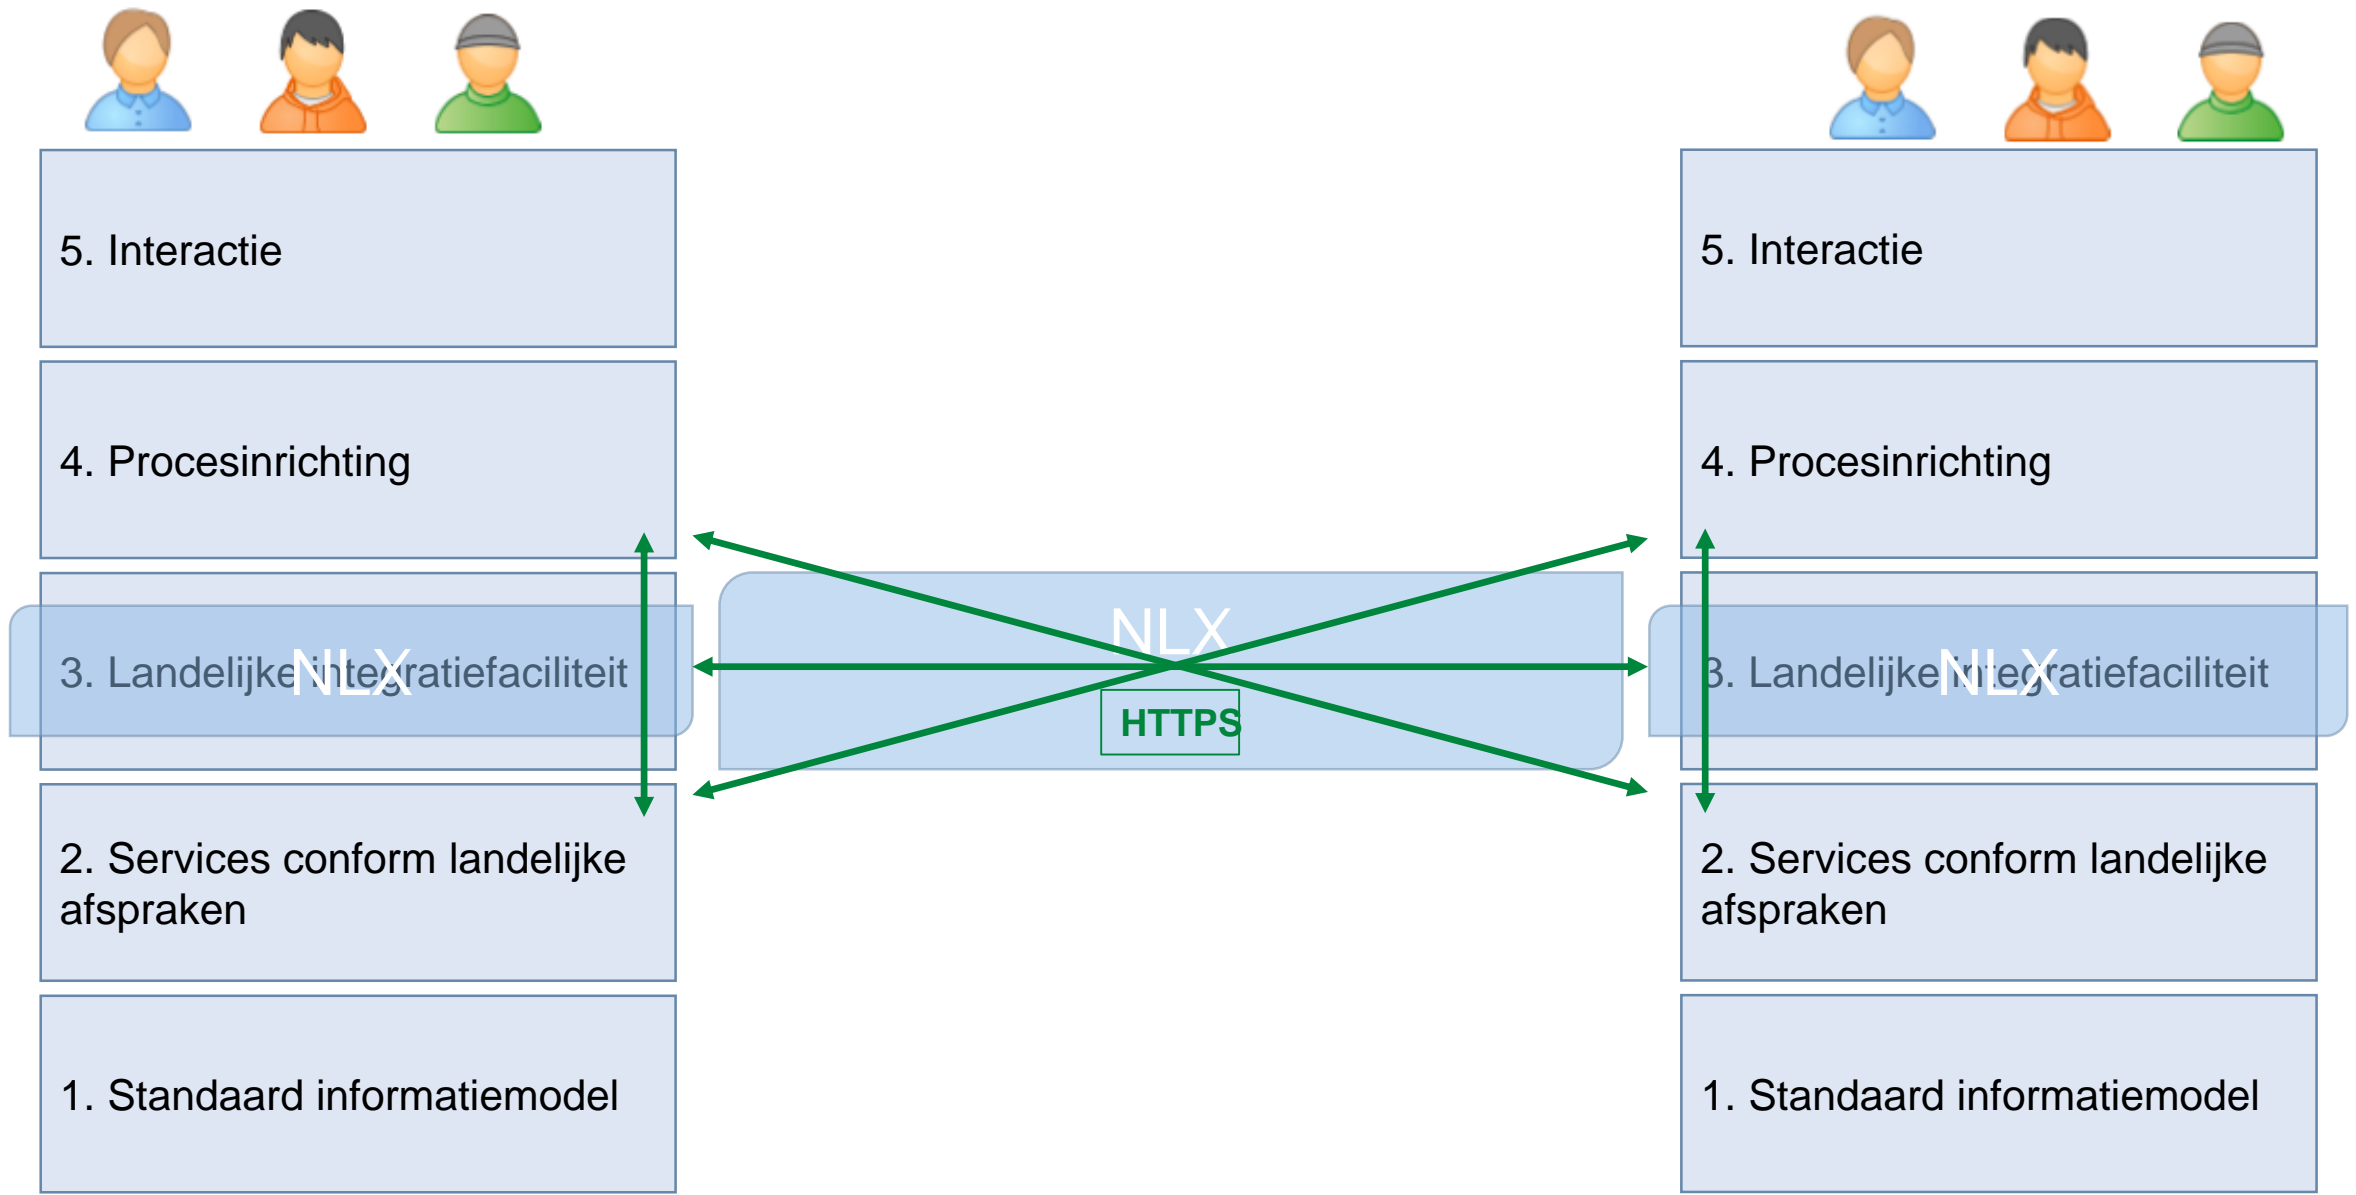 5. Interactie
4. Procesinrichting
3. Landelijke integratiefaciliteit
NLX
2. Services conform landelijke
afspraken
1. Standaard informatiemodel
NLX
HTTPS
5. Interactie
4. Procesinrichting
3. Landelijke integratiefaciliteit
NLX
2. Services conform landelijke
afspraken
1. Standaard informatiemodel